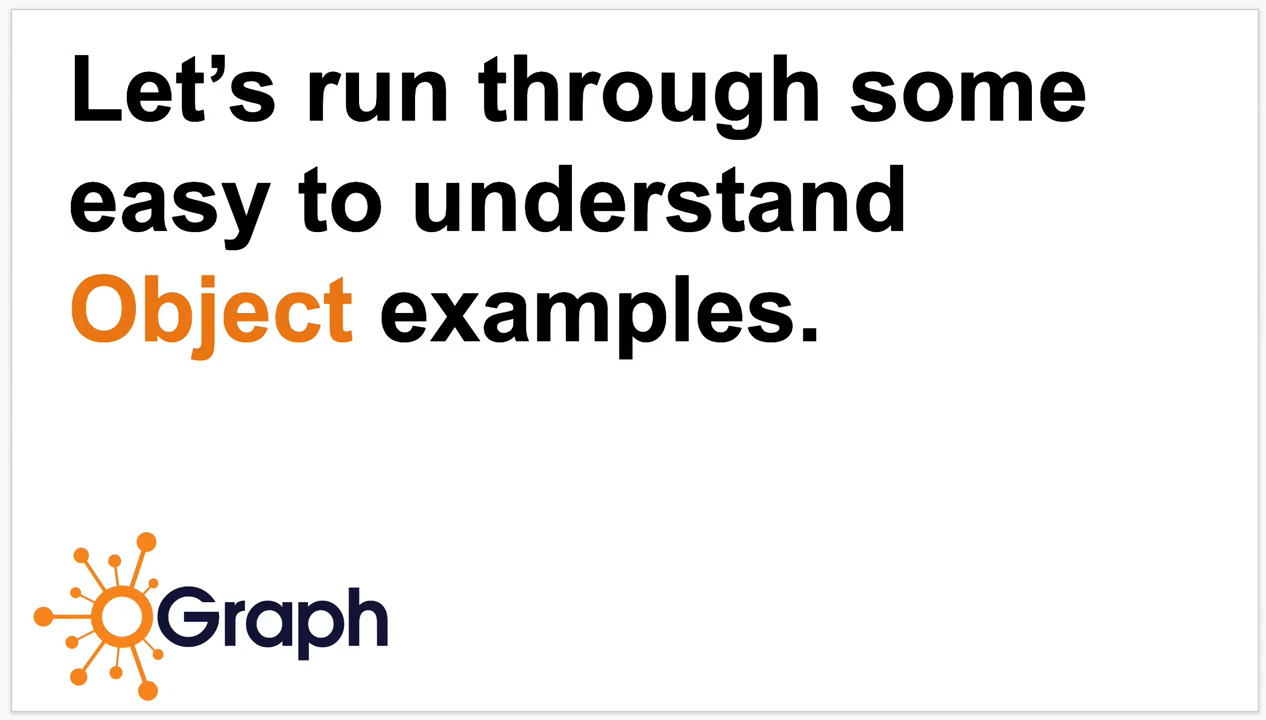 Let’s run through some
easy to understand
Object examples.
OGraph